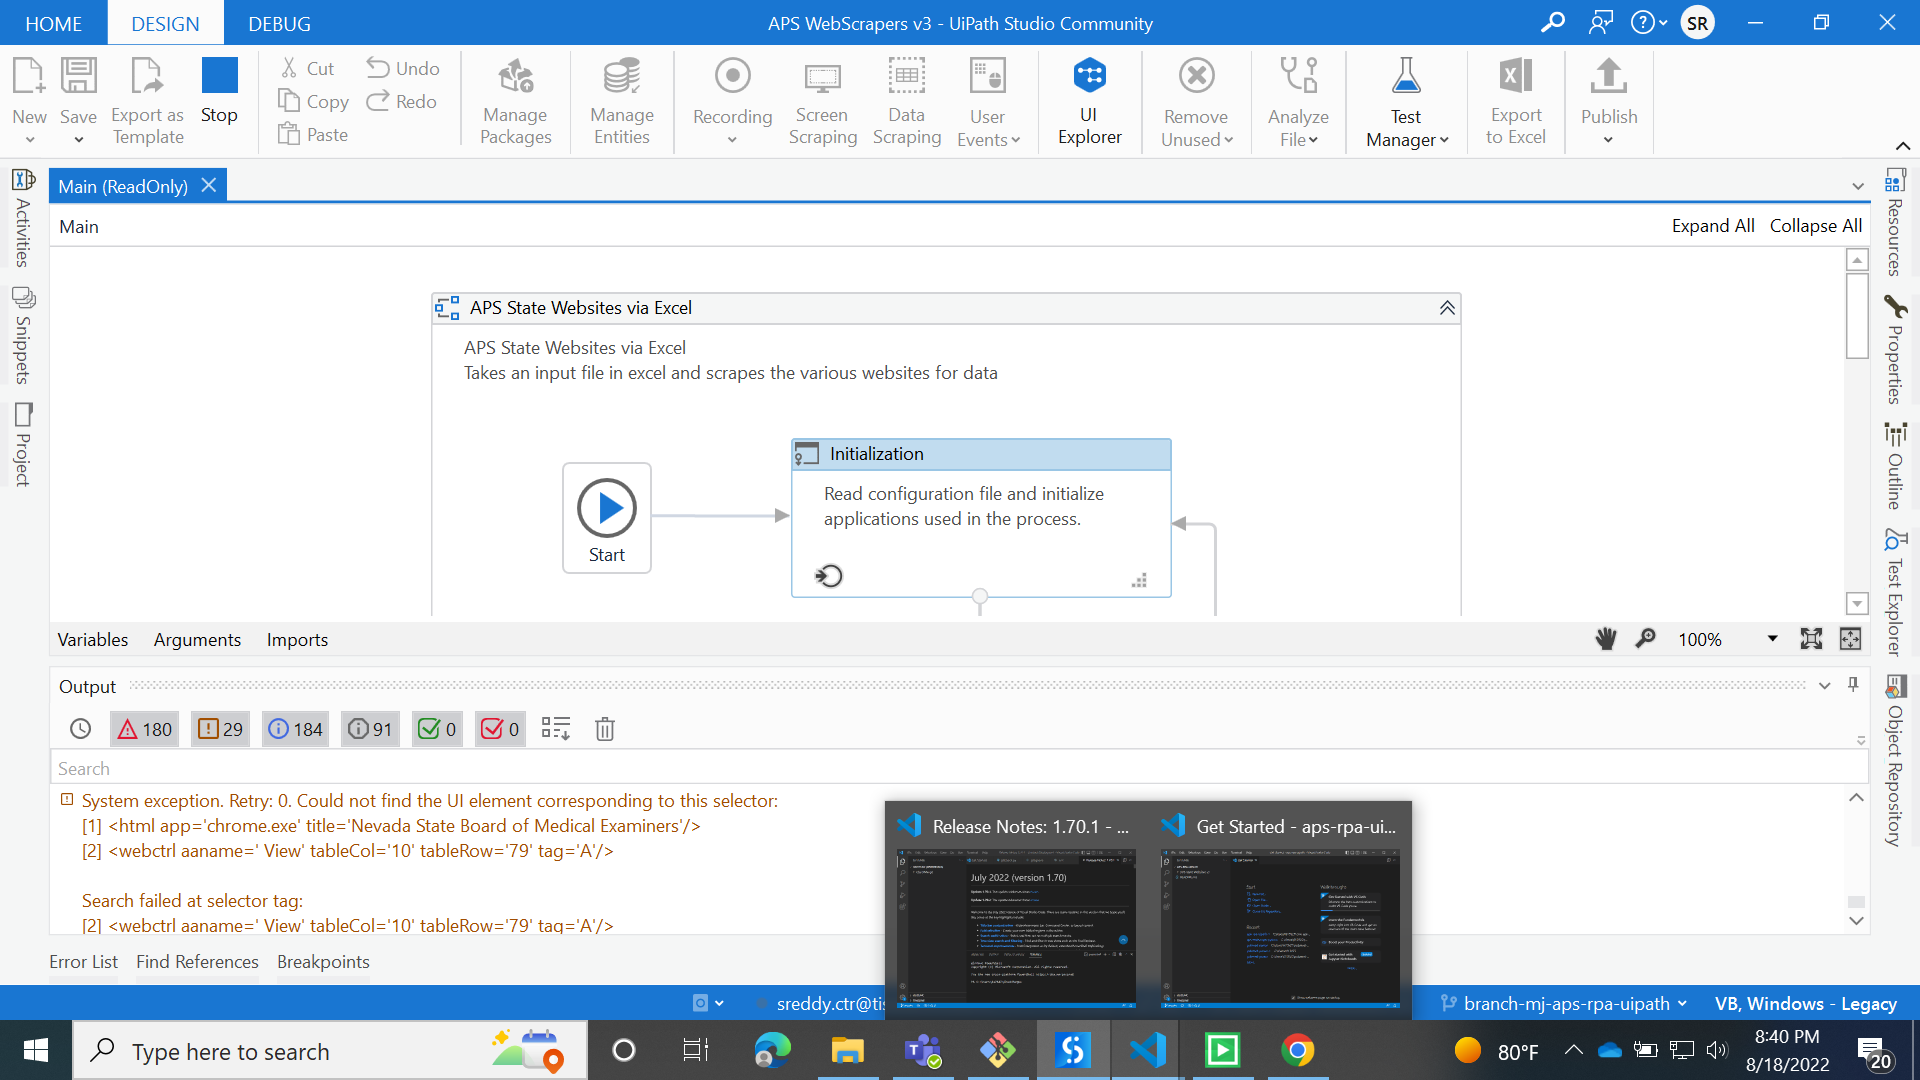 HOME DESIGN DEBUG
APS WebScrapers v3 - UiPath Studio Community
SR
New
Save
Export as
Template
Stop
Cut
Copy
Paste
Undo
Redo
Manage
Packages
Manage
Entities
Recording
Screen
Scraping
Data
Scraping
User
Events
UI
Explorer
Remove
Unused
Analyze
File
Test
Manager
Export
to Excel
Publish
Main (ReadOnly)
Main
Expand All Collapse All
Activities
Snippets
Project
Resources
Properties
Outline
Test Explorer
Object Repository
APS State Websites via Excel
APS State Websites via Excel
Takes an input file in excel and scrapes the various websites for data
Start
Initialization
Read configuration file and initialize
applications used in the process.
Variables Arguments Imports
100%
Output
180 29 184 91 0 0
Search
System exception. Retry: 0. Could not find the UI element corresponding to this selector:
[1] <html app='chrome.exe' title='Nevada State Board of Medical Examiners'/>
[2] <webctrl aaname=' View' tableCol='10' tableRow='79' tag='A'/>
Search failed at selector tag:
[2] <webctrl aaname=' View' tableCol='10' tableRow='79' tag='A'/>
Release Notes: 1.70.1 - ...
Get Started - aps-rpa-ui...
July 2022 (version 1.70)
Error List Find References Breakpoints
sreddy.ctr@tis
branch-mj-aps-rpa-uipath
VB, Windows - Legacy
Type here to search
80°F
8:40 PM
8/18/2022
20